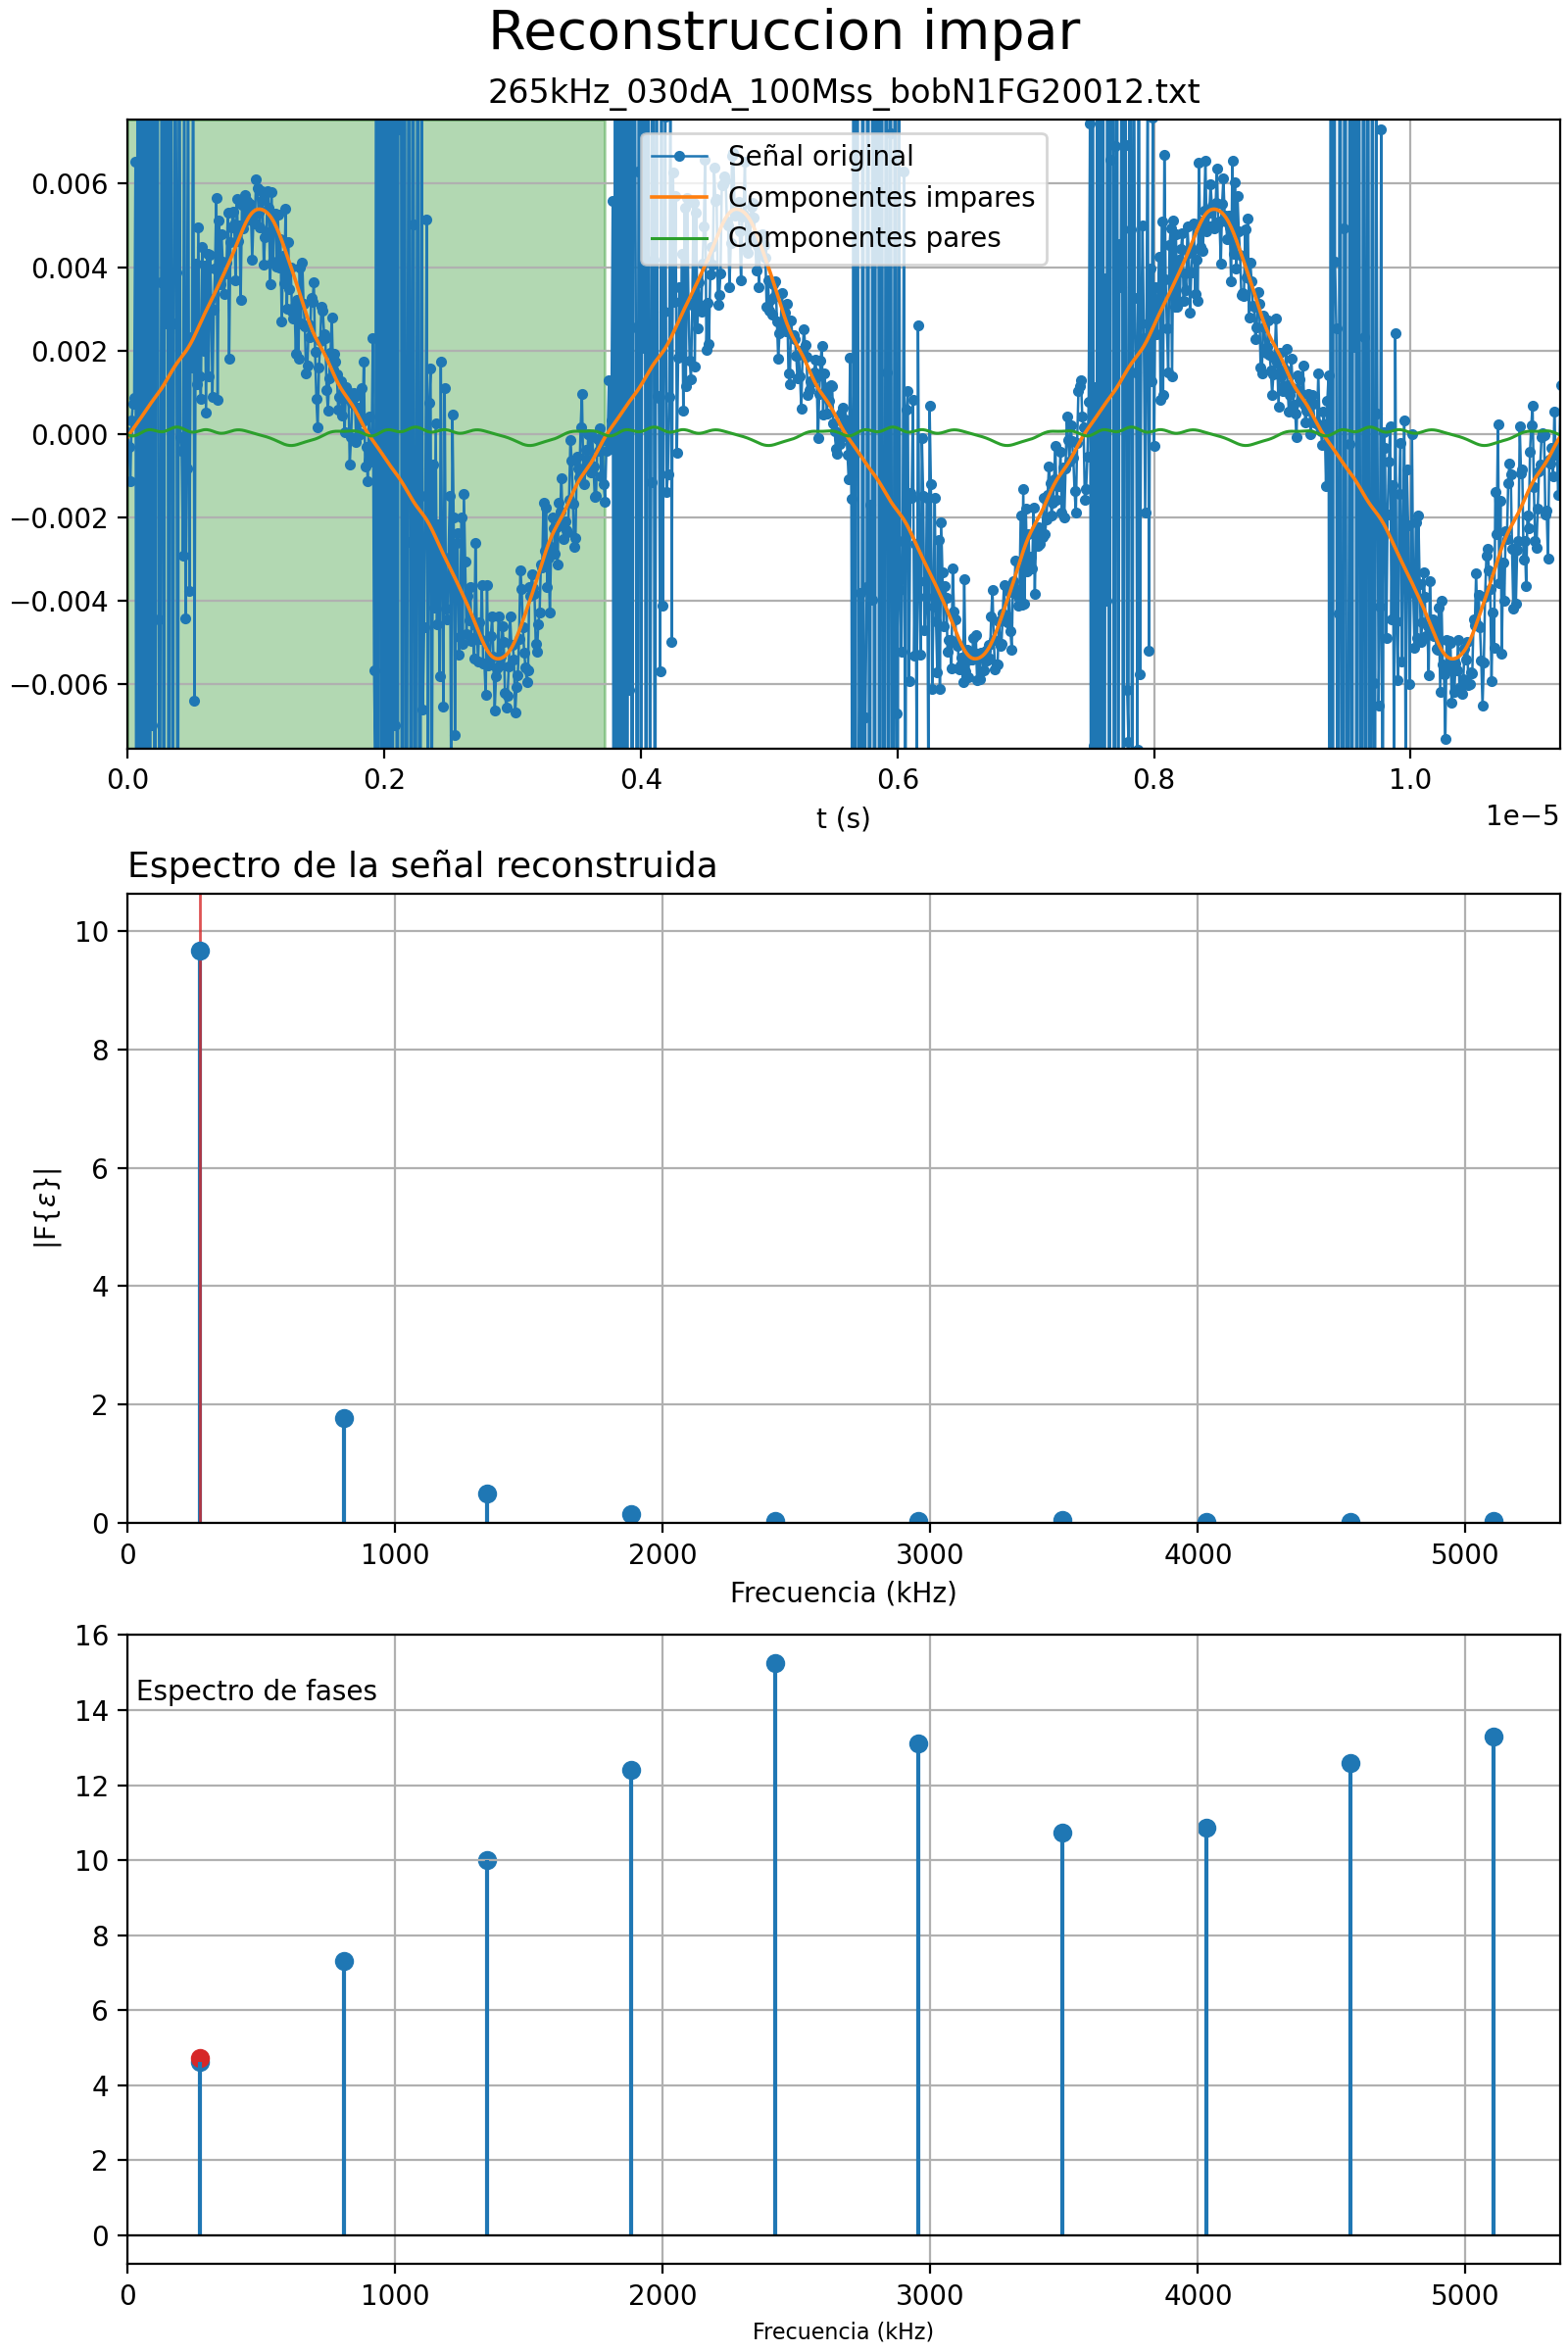 Reconstruccion impar
265kHz_030dA_100Mss_bobN1FG20012.txt
Señal original
Componentes impares
Componentes pares
0.006
0.004
0.002
0.000
−0.002
−0.004
−0.006
0.0 0.2 0.4 0.6 0.8 1.0
1e−5
t (s)
Espectro de la señal reconstruida
10
8
6
4
2
0
|F{ε}|
0 1000 2000 3000 4000 5000
Frecuencia (kHz)
16
Espectro de fases
14
12
10
8
6
4
2
0
0 1000 2000 3000 4000 5000
Frecuencia (kHz)